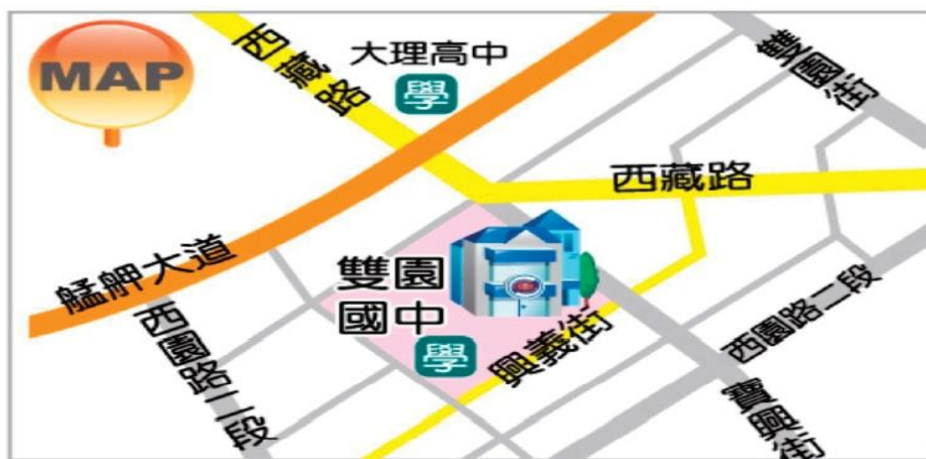 MAP
西藏路
大理高中
學
雙園街
西藏路
艋舺大道
雙園
國中
學
興義街
西園路二段
西園路二段
寶興街